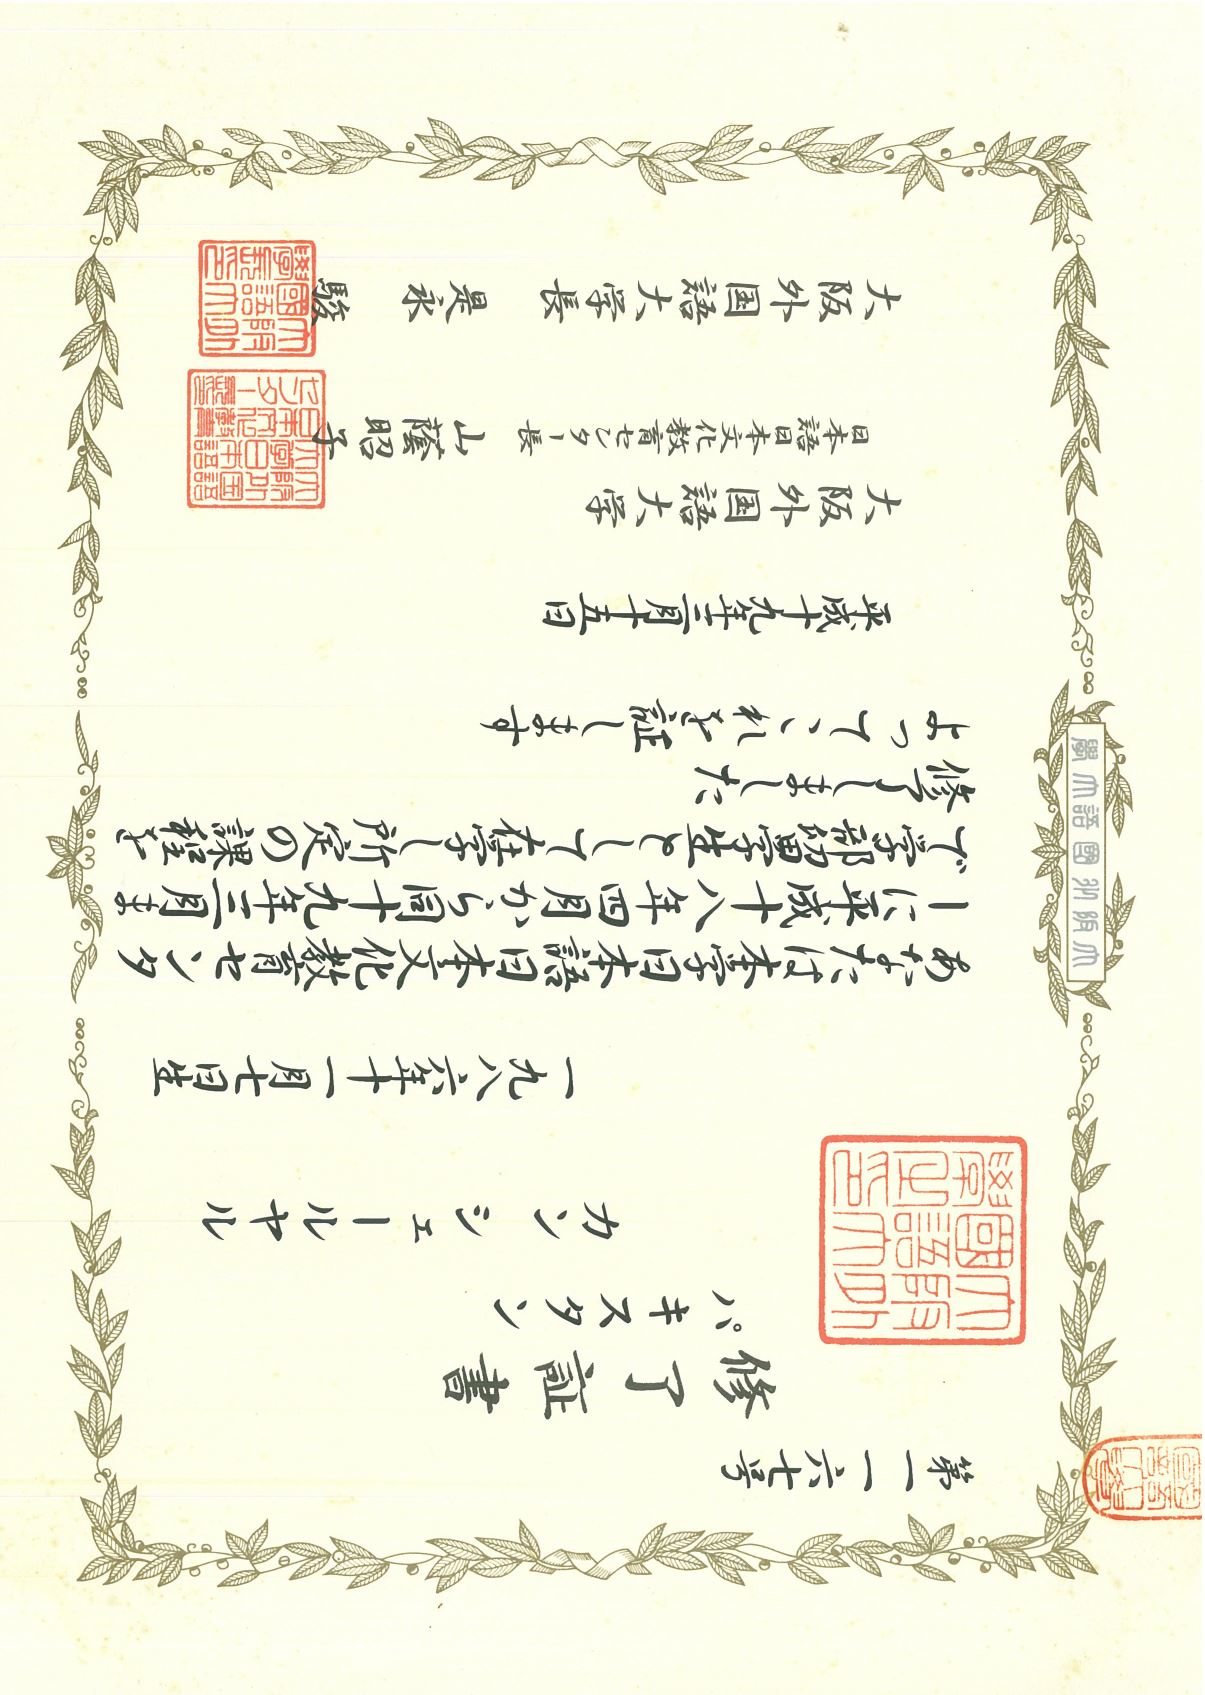 大阪外國語大學
第一一六七号
修了証書
パキスタン
カン シェールヤル
一九八六年十一月七日生
あなたは本学日本語日本文化教育センタ
ーに平成十八年四月から同十九年三月ま
で学部留学生として在学し所定の課程を
修了しました
よってこれを証します
平成十九年三月十五日
大阪外国語大学
日本語日本文化教育センター長 山蔭昭子
大阪外国語大学長 是永 駿
大阪外
國語大
學之印
大阪外国語
大学日本語
日本文化教育
センター長印
大阪外
國語大
學長印